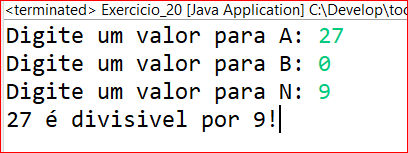 <terminated> Exercicio_20 [Java Application] C:\Develop\too
Digite um valor para A: 27
Digite um valor para B: 0
Digite um valor para N: 9
27 é divisivel por 9!